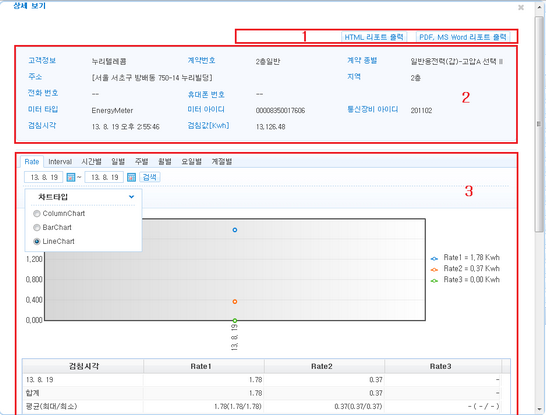 상세 보기
1 HTML 리포트 출력 PDF, MS Word 리포트 출력
고객정보 누리텔레콤 계약번호 2층일반 계약 종별 일반용전력(갑)-고압A 선택 II
주소 [서울 서초구 방배동 750-14 누리빌딩] 지역 2층
전화 번호 -- 휴대폰 번호 --
2
미터 타입 EnergyMeter 미터 아이디 00008350017606 통신장비 아이디 201102
검침시각 13. 8. 19 오후 2:55:46 검침값[Kwh] 13,126.48
Rate Interval 시간별 일별 주별 월별 요일별 계절별
3
13. 8. 19 ~ 13. 8. 19 검색
차트타입
ColumnChart
BarChart
LineChart
1,200
0,800
0,400
0,000
13. 8. 19
Rate1 = 1,78 Kwh
Rate2 = 0,37 Kwh
Rate3 = 0,00 Kwh
검침시각 Rate1 Rate2 Rate3
13. 8. 19 1.78 0.37 -
합계 1.78 0.37 -
평균(최대/최소) 1.78(1.78/1.78) 0.37(0.37/0.37) - ( - / - )